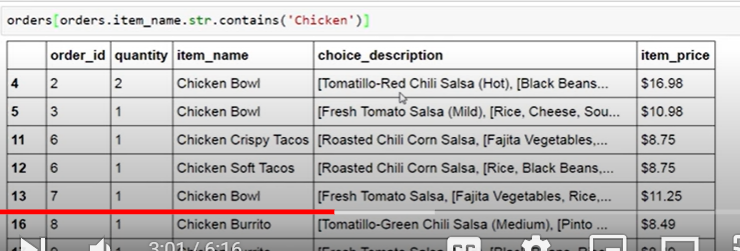 orders[orders.item_name.str.contains('Chicken')]
order_id quantity item_name choice_description item_price
4 2 2 Chicken Bowl [Tomatillo-Red Chili Salsa (Hot), [Black Beans... $16.98
5 3 1 Chicken Bowl [Fresh Tomato Salsa (Mild), [Rice, Cheese, Sou... $10.98
11 6 1 Chicken Crispy Tacos [Roasted Chili Corn Salsa, [Fajita Vegetables,... $8.75
12 6 1 Chicken Soft Tacos [Roasted Chili Corn Salsa, [Rice, Black Beans,... $8.75
13 7 1 Chicken Bowl [Fresh Tomato Salsa, [Fajita Vegetables, Rice,... $11.25
16 8 1 Chicken Burrito [Tomatillo-Green Chili Salsa (Medium), [Pinto ... $8.49
3:01 / 6:16